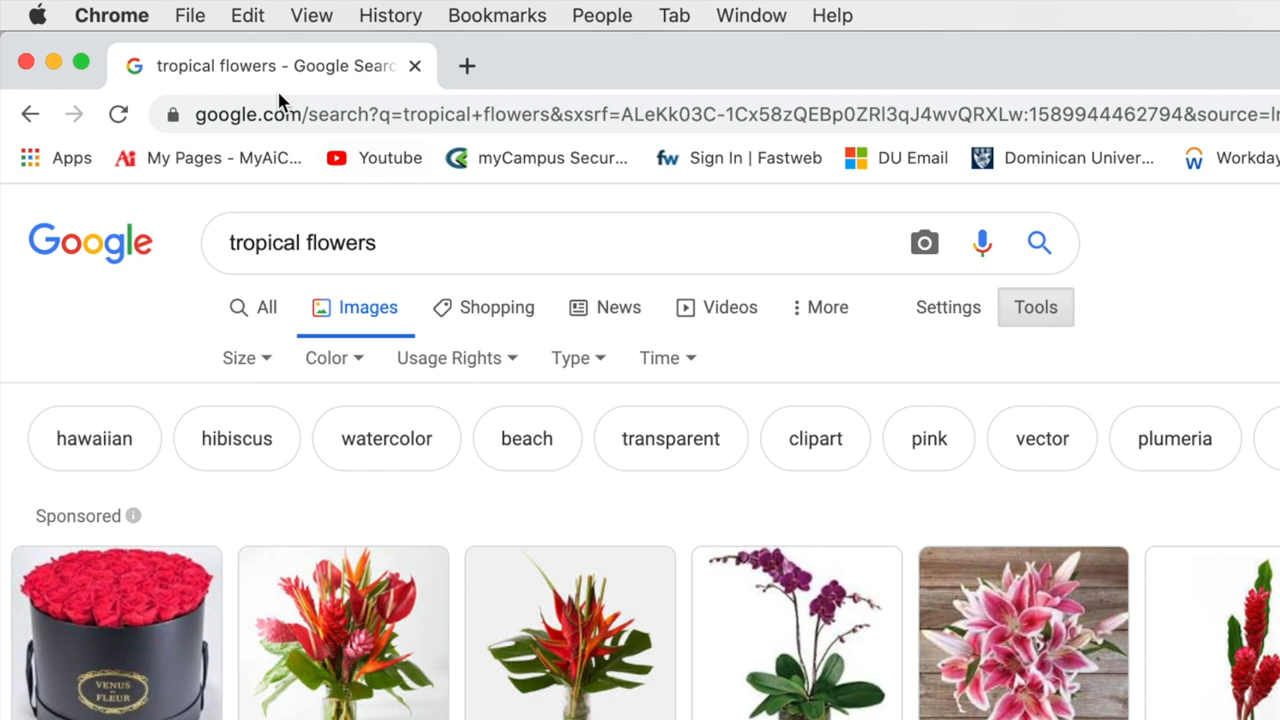 Chrome File Edit View History Bookmarks People Tab Window Help
tropical flowers - Google Searc
google.com/search?q=tropical+flowers&sxsrf=ALeKk03C-1Cx58zQEBp0ZRl3qJ4wvQRXLw:1589944462794&source=ln
Apps My Pages - MyAiC... Youtube myCampus Secur... fw Sign In | Fastweb DU Email Dominican Univer... Workday
Google tropical flowers
All Images Shopping News Videos More Settings Tools
Size Color Usage Rights Type Time
hawaiian hibiscus watercolor beach transparent clipart pink vector plumeria
Sponsored
VENUS
ET
FLEUR